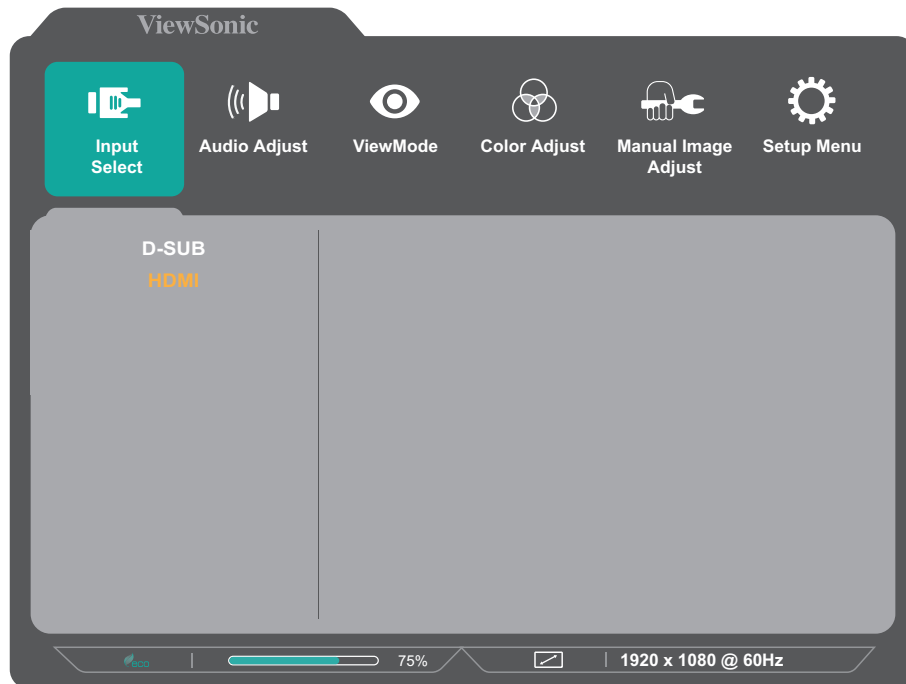 ViewSonic
Input
Select
Audio Adjust
ViewMode
Color Adjust
Manual Image
Adjust
Setup Menu
D-SUB
HDMI
eco
75%
1920 x 1080 @ 60Hz